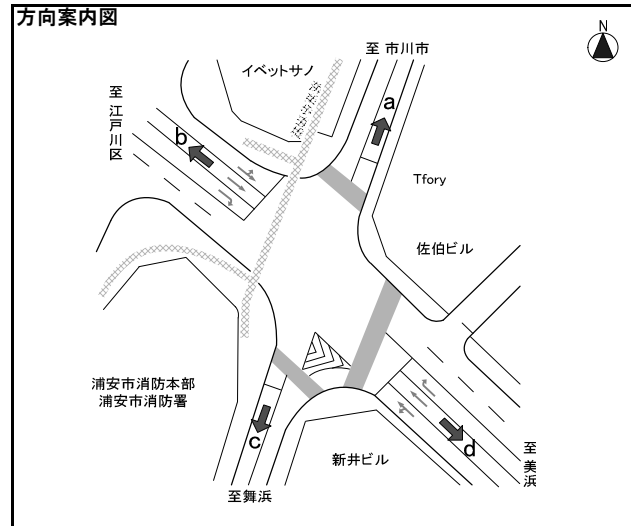 方向案内図
N
至 市川市
イベットサノ
至 江戸川区
a
b
Tfory
佐伯ビル
浦安市消防本部
浦安市消防署
c
d
新井ビル
至 美浜
至舞浜